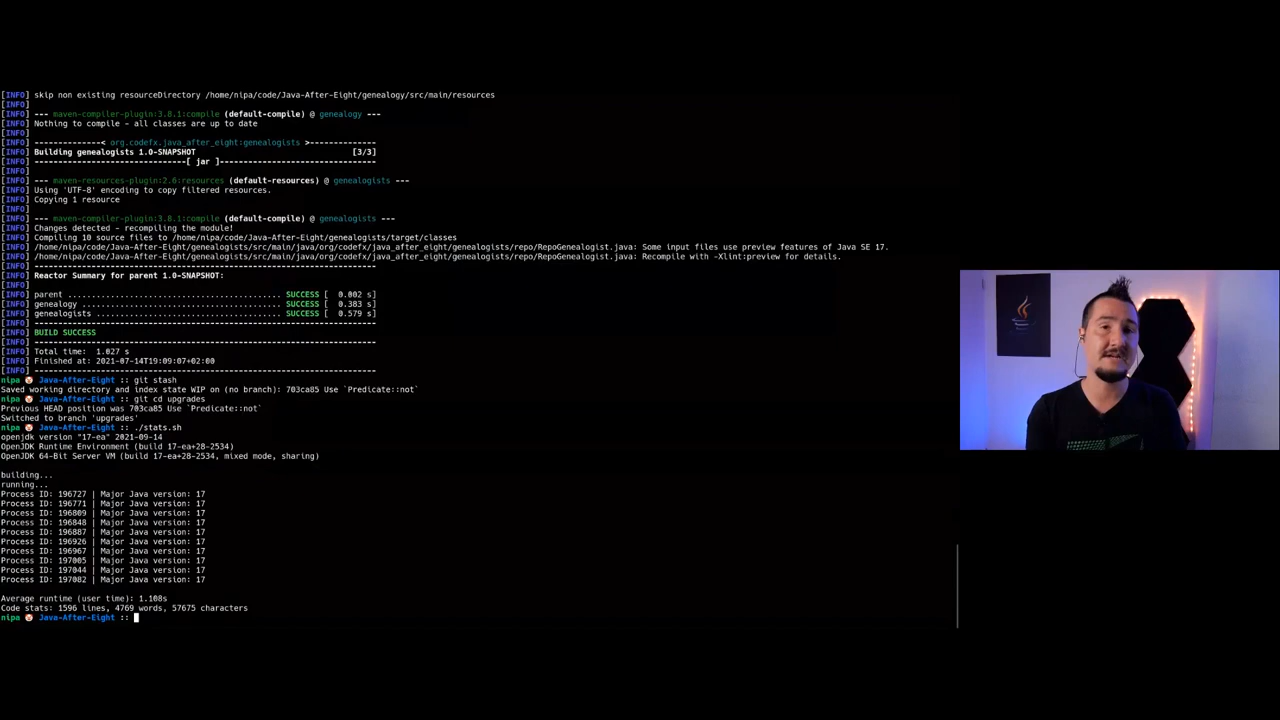 [INFO] skip non existing resourceDirectory /home/nipa/code/Java-After-Eight/genealogy/src/main/resources
[INFO]
[INFO] --- maven-compiler-plugin:3.8.1:compile (default-compile) @ genealogy ---
[INFO] Nothing to compile - all classes are up to date
[INFO]
[INFO] --------------< org.codefx.java_after_eight:genealogists >--------------
[INFO] Building genealogists 1.0-SNAPSHOT [3/3]
[INFO] --------------------------------[ jar ]---------------------------------
[INFO]
[INFO] --- maven-resources-plugin:2.6:resources (default-resources) @ genealogists ---
[INFO] Using 'UTF-8' encoding to copy filtered resources.
[INFO] Copying 1 resource
[INFO]
[INFO] --- maven-compiler-plugin:3.8.1:compile (default-compile) @ genealogists ---
[INFO] Changes detected - recompiling the module!
[INFO] Compiling 10 source files to /home/nipa/code/Java-After-Eight/genealogists/target/classes
[INFO] /home/nipa/code/Java-After-Eight/genealogists/src/main/java/org/codefx/java_after_eight/genealogists/repo/RepoGenealogist.java: Some input files use preview features of Java SE 17.
[INFO] /home/nipa/code/Java-After-Eight/genealogists/src/main/java/org/codefx/java_after_eight/genealogists/repo/RepoGenealogist.java: Recompile with -Xlint:preview for details.
[INFO] ------------------------------------------------------------------------
[INFO] Reactor Summary for parent 1.0-SNAPSHOT:
[INFO]
[INFO] parent ............................................. SUCCESS [ 0.002 s]
[INFO] genealogy .......................................... SUCCESS [ 0.383 s]
[INFO] genealogists ....................................... SUCCESS [ 0.579 s]
[INFO] ------------------------------------------------------------------------
[INFO] BUILD SUCCESS
[INFO] ------------------------------------------------------------------------
[INFO] Total time: 1.027 s
[INFO] Finished at: 2021-07-14T19:09:07+02:00
[INFO] ------------------------------------------------------------------------
nipa 🤡 Java-After-Eight :: git stash
Saved working directory and index state WIP on (no branch): 703ca85 Use `Predicate::not`
nipa 🤡 Java-After-Eight :: git cd upgrades
Previous HEAD position was 703ca85 Use `Predicate::not`
Switched to branch 'upgrades'
nipa 🤡 Java-After-Eight :: ./stats.sh
openjdk version "17-ea" 2021-09-14
OpenJDK Runtime Environment (build 17-ea+28-2534)
OpenJDK 64-Bit Server VM (build 17-ea+28-2534, mixed mode, sharing)
building...
running...
Process ID: 196727 | Major Java version: 17
Process ID: 196771 | Major Java version: 17
Process ID: 196809 | Major Java version: 17
Process ID: 196848 | Major Java version: 17
Process ID: 196887 | Major Java version: 17
Process ID: 196926 | Major Java version: 17
Process ID: 196967 | Major Java version: 17
Process ID: 197005 | Major Java version: 17
Process ID: 197044 | Major Java version: 17
Process ID: 197082 | Major Java version: 17
Average runtime (user time): 1.108s
Code stats: 1596 lines, 4769 words, 57675 characters
nipa 🤡 Java-After-Eight ::